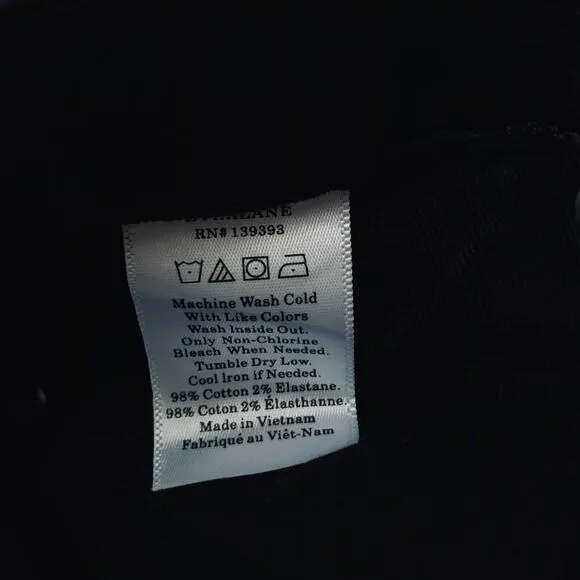 EVERLANE
RN# 139393
Machine Wash Cold
With Like Colors
Wash Inside Out.
Only Non-Chlorine
Bleach When Needed.
Tumble Dry Low.
Cool Iron if Needed.
98% Cotton 2% Elastane.
98% Coton 2% Élasthanne.
Made in Vietnam
Fabriqué au Viêt-Nam